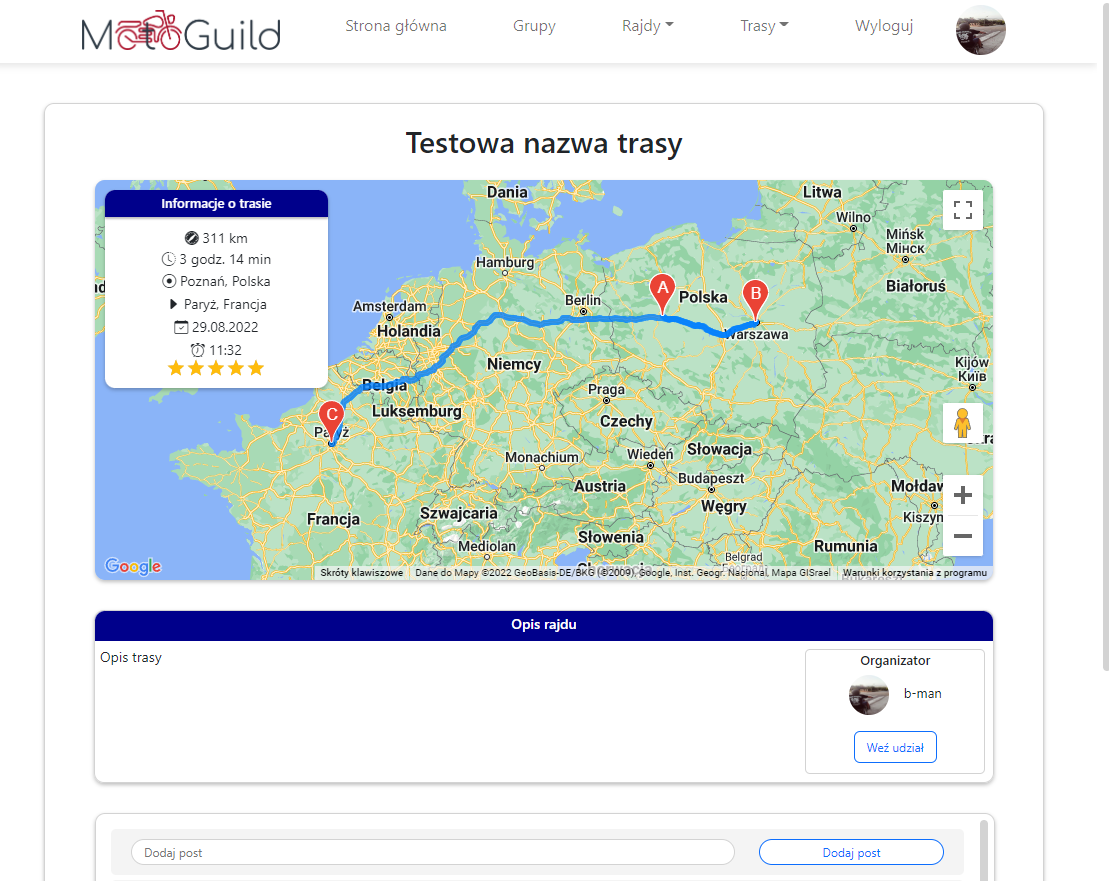 MotoGuild
Strona główna
Grupy
Rajdy
Trasy
Wyloguj
Testowa nazwa trasy
Informacje o trasie
311 km
3 godz. 14 min
Poznań, Polska
Paryż, Francja
29.08.2022
11:32
Dania
Litwa
Wilno
Mińsk
Мінск
Hamburg
Białoruś
A
B
Berlin
Polska
Amsterdam
Holandia
Warszawa
Niemcy
Kijów
Київ
Belgia
Praga
C
Luksemburg
Paryż
Czechy
Słowacja
Wiedeń
Monachium
Budapeszt
Austria
Mołdaw
Węgry
Szwajcaria
Francja
Kiszyn
Słowenia
Mediolan
Rumunia
Belgrad
Google
Skróty klawiszowe
Dane do Mapy ©2022 GeoBasis-DE/BKG (©2009), Google, Inst. Geogr. Nacional, Mapa GISrael
Warunki korzystania z programu
Opis rajdu
Opis trasy
Organizator
b-man
Weź udział
Dodaj post
Dodaj post